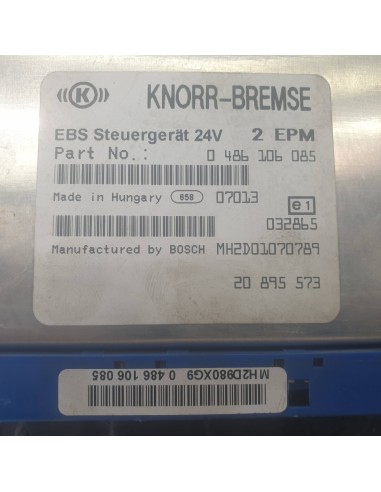 ((K)) KNORR-BREMSE
EBS Steuergerät 24V 2 EPM
Part No.: 0 486 106 085
Made in Hungary 858 07013 e1
032865
Manufactured by BOSCH MH2D01070789
20 895 573
MH2D980XG9 0 486 106 085